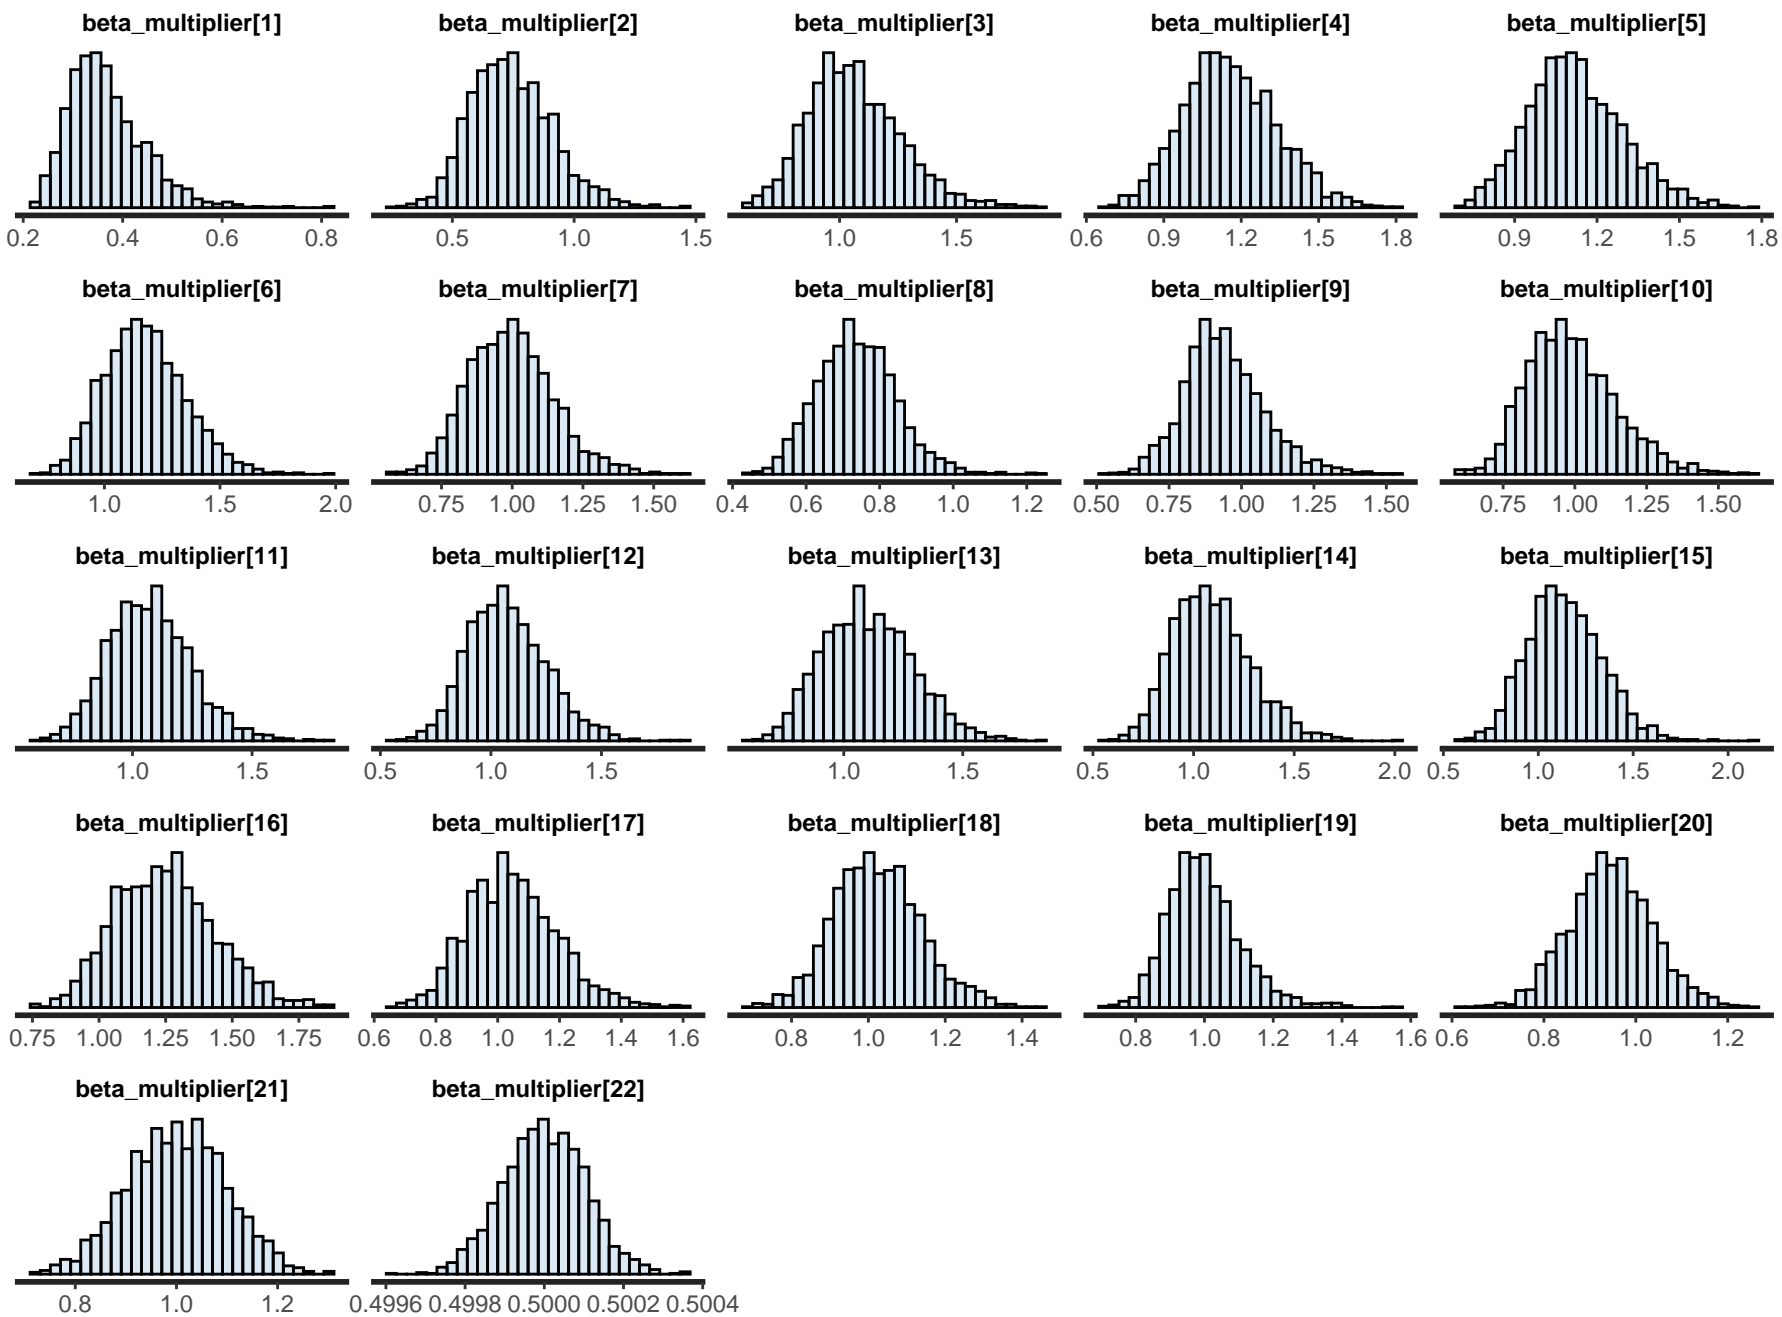 beta_multiplier[1] beta_multiplier[2] beta_multiplier[3] beta_multiplier[4] beta_multiplier[5]
0.2 0.4 0.6 0.8 0.5 1.0 1.5 1.0 1.5 0.6 0.9 1.2 1.5 1.8 0.9 1.2 1.5 1.8
beta_multiplier[6] beta_multiplier[7] beta_multiplier[8] beta_multiplier[9] beta_multiplier[10]
1.0 1.5 2.0 0.75 1.00 1.25 1.50 0.4 0.6 0.8 1.0 1.2 0.50 0.75 1.00 1.25 1.50 0.75 1.00 1.25 1.50
beta_multiplier[11] beta_multiplier[12] beta_multiplier[13] beta_multiplier[14] beta_multiplier[15]
1.0 1.5 0.5 1.0 1.5 1.0 1.5 0.5 1.0 1.5 2.0 0.5 1.0 1.5 2.0
beta_multiplier[16] beta_multiplier[17] beta_multiplier[18] beta_multiplier[19] beta_multiplier[20]
0.75 1.00 1.25 1.50 1.75 0.6 0.8 1.0 1.2 1.4 1.6 0.8 1.0 1.2 1.4 0.8 1.0 1.2 1.4 1.6 0.6 0.8 1.0 1.2
beta_multiplier[21] beta_multiplier[22]
0.8 1.0 1.2 0.4996 0.4998 0.5000 0.5002 0.5004